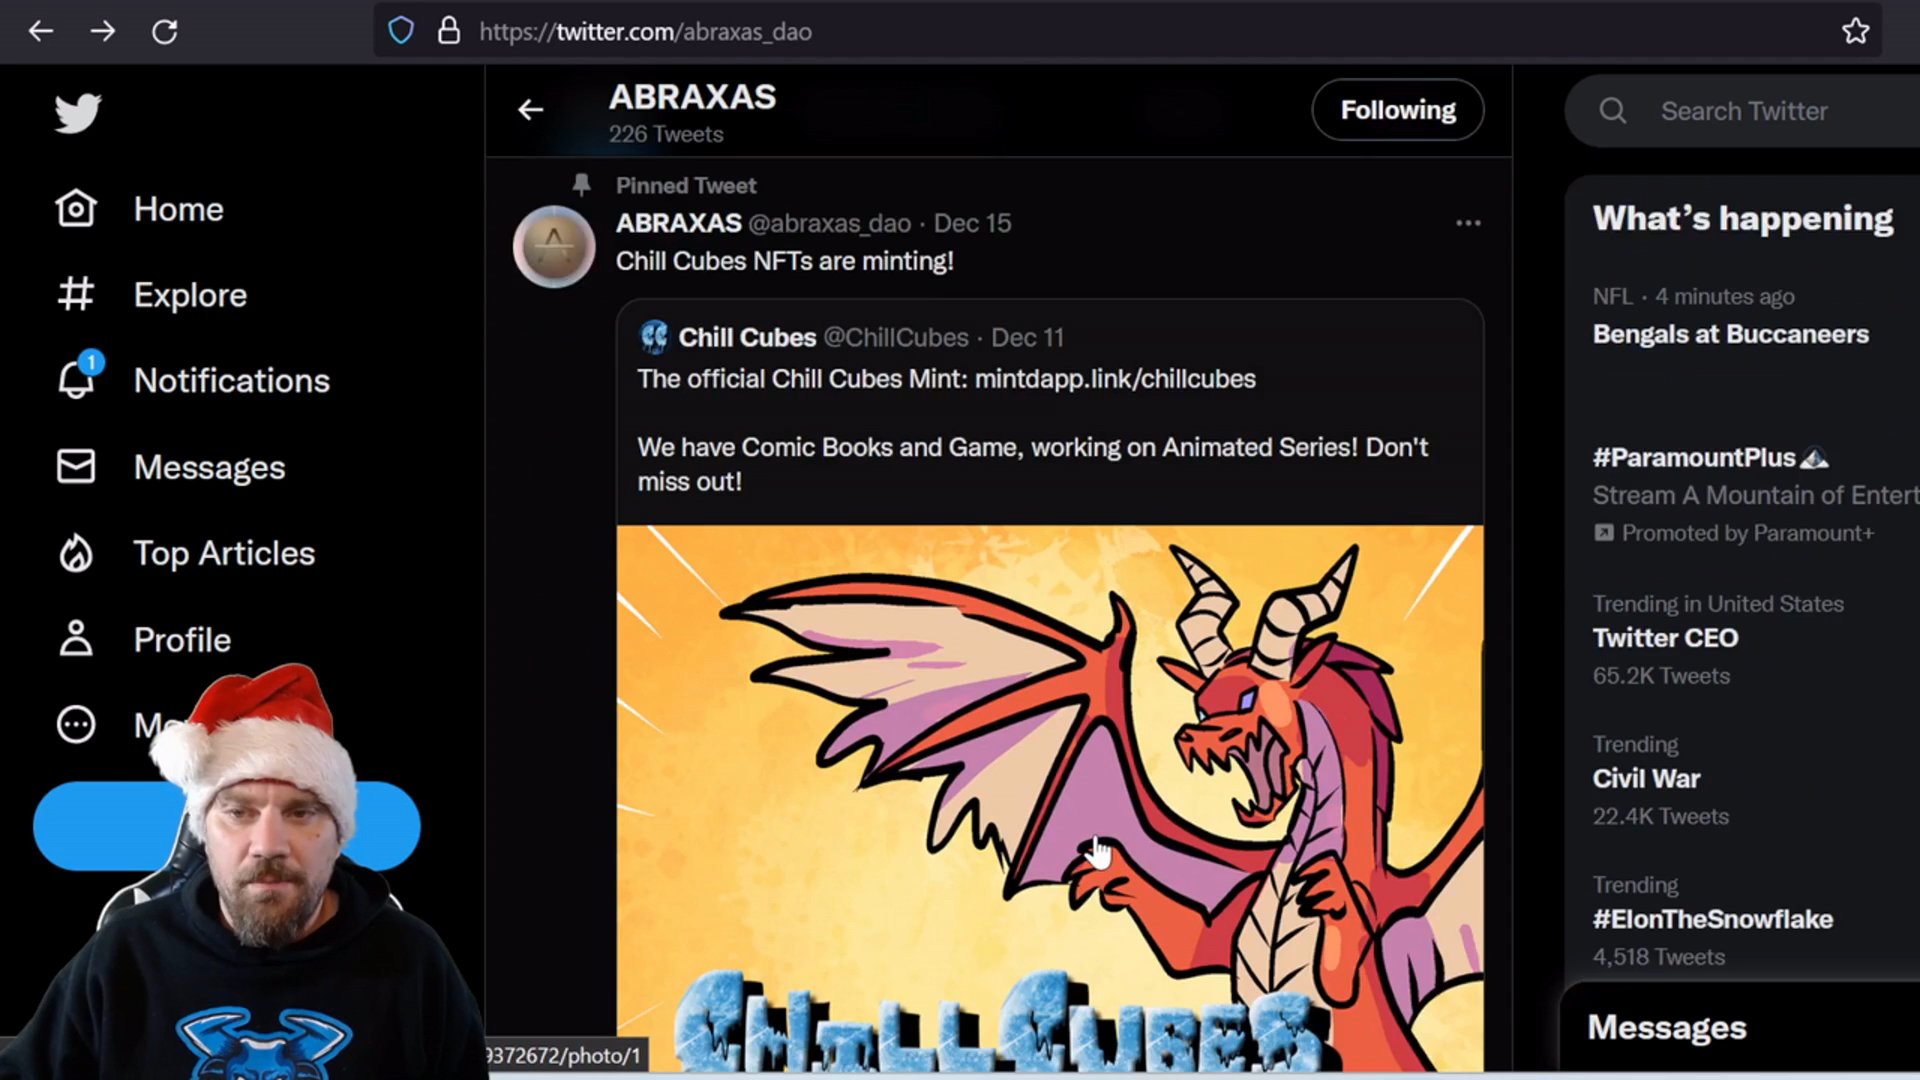 https://twitter.com/abraxas_dao
ABRAXAS
226 Tweets
Following
Search Twitter
Home
Explore
1
Notifications
Messages
Top Articles
Profile
Pinned Tweet
ABRAXAS @abraxas_dao · Dec 15
Chill Cubes NFTs are minting!
Chill Cubes @ChillCubes · Dec 11
The official Chill Cubes Mint: mintdapp.link/chillcubes
We have Comic Books and Game, working on Animated Series! Don't
miss out!
CHILL CUBES
9372672/photo/1
What's happening
NFL · 4 minutes ago
Bengals at Buccaneers
#ParamountPlus
Stream A Mountain of Entert
Promoted by Paramount+
Trending in United States
Twitter CEO
65.2K Tweets
Trending
Civil War
22.4K Tweets
Trending
#ElonTheSnowflake
4,518 Tweets
Messages